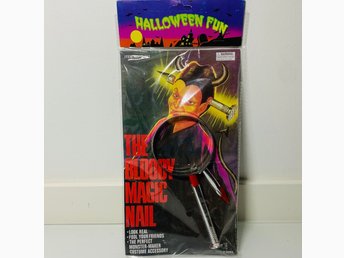 HALLOWEEN FUN
THE
BLOODY
MAGIC
NAIL
• LOOK REAL
• FOOL YOUR FRIENDS
• THE PERFECT
MONSTER-MAKER
COSTUME ACCESSORY